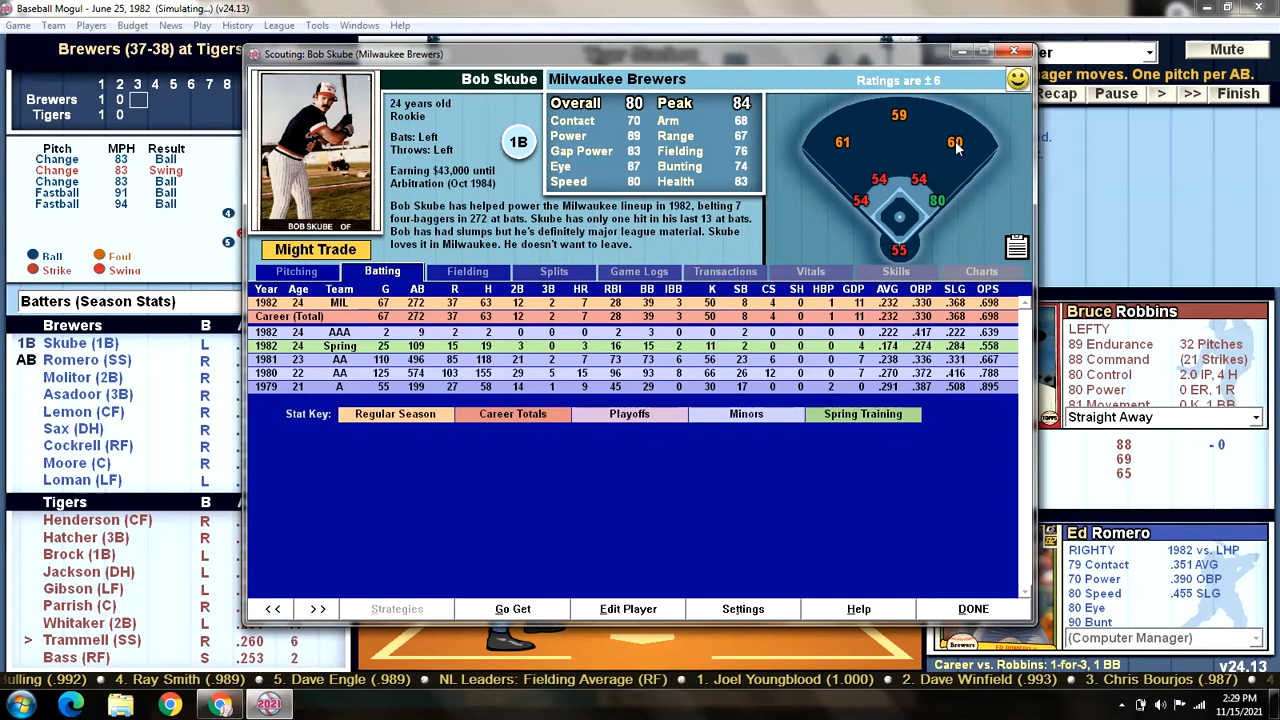 Baseball Mogul - June 25, 1982 (Simulating...) (v24.13)
Game Team Players Budget News Play History League Tools Windows Help
Brewers (37-38) at Tigers
1 2 3 4 5 6 7 8
Brewers 1 0
Tigers 1 0
Pitch MPH Result
Change 83 Ball
Change 83 Swing
Change 83 Ball
Fastball 91 Ball
Fastball 94 Ball
4
5
Ball Foul
Strike Swing
Batters (Season Stats)
Brewers B
1B Skube (1B) L
AB Romero (SS) R
Molitor (2B) R
Asadoor (3B) R
Lemon (CF) R
Sax (DH) R
Cockrell (RF) R
Moore (C) R
Loman (LF) L
Tigers B
Henderson (CF) R
Hatcher (3B) R
Brock (1B) L
Jackson (DH) L
Gibson (LF) L
Parrish (C) R
Whitaker (2B) L
> Trammell (SS) R .260 6
Bass (RF) S .253 2
Scouting: Bob Skube (Milwaukee Brewers)
BOB SKUBE OF
Might Trade
Bob Skube
24 years old
Rookie
Bats: Left
Throws: Left
Earning $43,000 until
Arbitration (Oct 1984)
1B
Milwaukee Brewers
Ratings are ±6
Overall 80 Peak 84
Contact 70 Arm 68
Power 89 Range 67
Gap Power 83 Fielding 76
Eye 87 Bunting 74
Speed 80 Health 83
Bob Skube has helped power the Milwaukee lineup in 1982, belting 7
four-baggers in 272 at bats. Skube has only one hit in his last 13 at bats.
Bob has had slumps but he's definitely major league material. Skube
loves it in Milwaukee. He doesn't want to leave.
59
61 60
54 54
54 80
55
Pitching Batting Fielding Splits Game Logs Transactions Vitals Skills Charts
Year Age Team G AB R H 2B 3B HR RBI BB IBB K SB CS SH HBP GDP AVG OBP SLG OPS
1982 24 MIL 67 272 37 63 12 2 7 28 39 3 50 8 4 0 1 11 .232 .330 .368 .698
Career (Total) 67 272 37 63 12 2 7 28 39 3 50 8 4 0 1 11 .232 .330 .368 .698
1982 24 AAA 2 9 2 2 0 0 0 2 3 0 0 2 0 0 0 0 .222 .417 .222 .639
1982 24 Spring 25 109 15 19 3 0 3 16 15 2 11 2 0 0 0 4 .174 .274 .284 .558
1981 23 AA 110 496 85 118 21 2 7 73 73 6 56 23 6 0 0 7 .238 .336 .331 .667
1980 22 AA 125 574 103 155 29 5 15 96 93 8 66 26 12 0 0 7 .270 .372 .416 .788
1979 21 A 55 199 27 58 14 1 9 45 29 0 30 17 0 0 2 0 .291 .387 .508 .895
Stat Key: Regular Season Career Totals Playoffs Minors Spring Training
<< >> Strategies Go Get Edit Player Settings Help DONE
Mute
One pitch per AB.
Recap Pause > >> Finish
Bruce Robbins
LEFTY
89 Endurance 32 Pitches
88 Command (21 Strikes)
80 Control 2.0 IP, 4 H
80 Power 0 ER, 1 R
81 Movement 0 K, 1 BB
Straight Away
88 - 0
69
65
Ed Romero
RIGHTY 1982 vs. LHP
79 Contact .351 AVG
70 Power .390 OBP
80 Speed .455 SLG
80 Eye
90 Bunt
(Computer Manager)
Career vs. Robbins: 1-for-3, 1 BB
v24.13
(.992) 4. Ray Smith (.989) 5. Dave Engle (.989) NL Leaders: Fielding Average (RF) 1. Joel Youngblood (1.000) 2. Dave Winfield (.993) 3. Chris Bourjos (.987)
2021
2:29 PM
11/15/2021